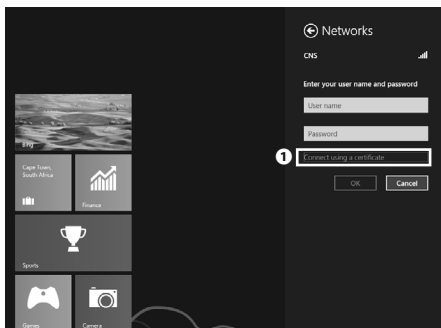 Networks
CNS
Enter your user name and password
User name
Password
1 Connect using a certificate
OK Cancel
Bing
Cape Town,
South Africa
Finance
Sports
Games Camera